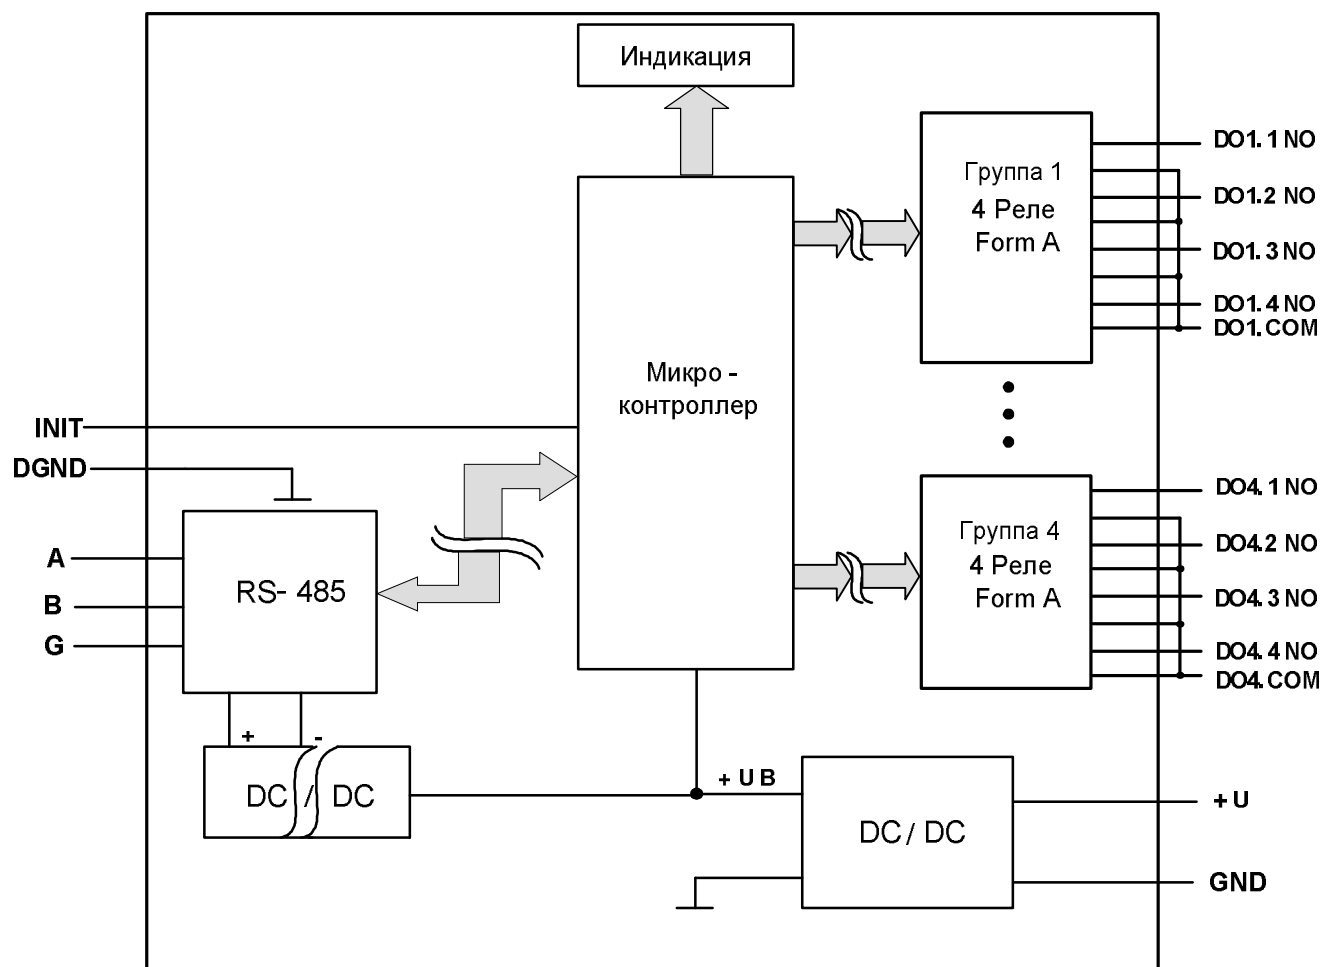 Индикация
Группа 1
4 Реле
Form A
DO1.1 NO
DO1.2 NO
DO1.3 NO
DO1.4 NO
DO1.COM
Микро -
контроллер
INIT
DGND
A
B
G
RS- 485
Группа 4
4 Реле
Form A
DO4.1 NO
DO4.2 NO
DO4.3 NO
DO4.4 NO
DO4.COM
+ -
DC / DC
+ U B
DC / DC
+ U
GND